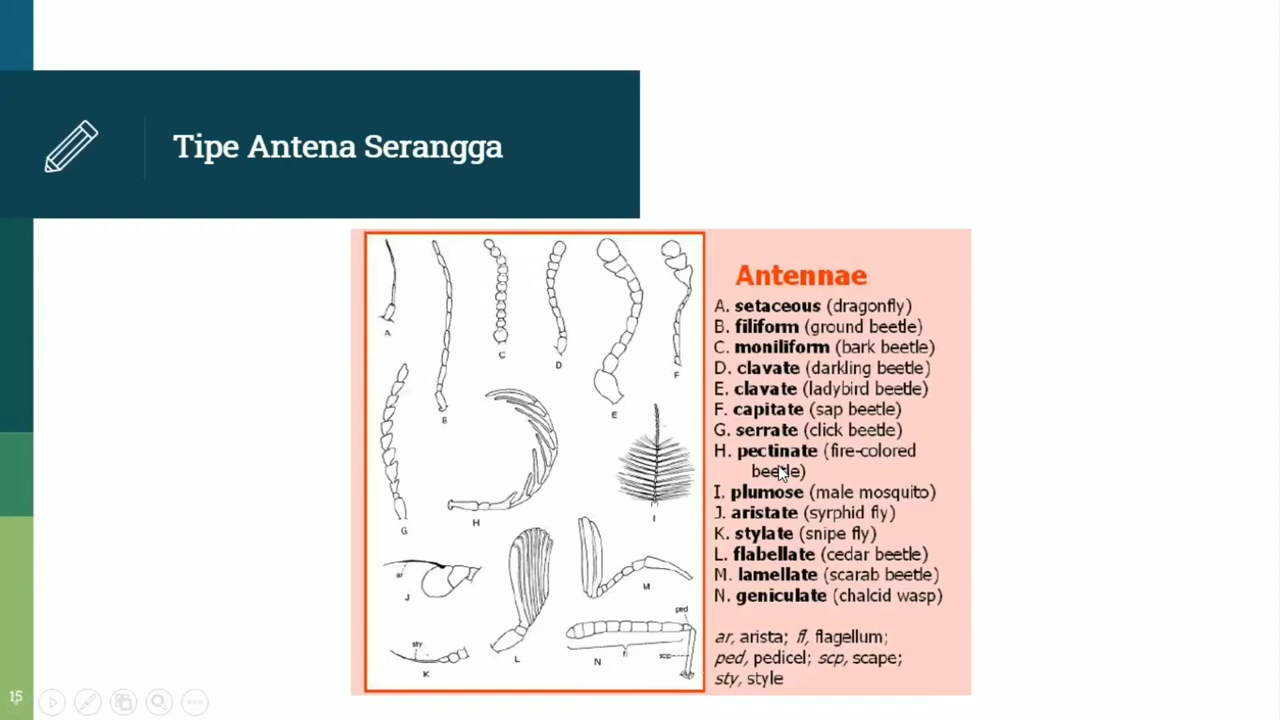 Tipe Antena Serangga
Antennae
A. setaceous (dragonfly)
B. filiform (ground beetle)
C. moniliform (bark beetle)
D. clavate (darkling beetle)
E. clavate (ladybird beetle)
F. capitate (sap beetle)
G. serrate (click beetle)
H. pectinate (fire-colored
beetle)
I. plumose (male mosquito)
J. aristate (syrphid fly)
K. stylate (snipe fly)
L. flabellate (cedar beetle)
M. lamellate (scarab beetle)
N. geniculate (chalcid wasp)
ar, arista; fl, flagellum;
ped, pedicel; scp, scape;
sty, style
A
B
C
D
E
F
G
H
I
ar
J
sty
K
L
M
ped
fl
scp
N
15